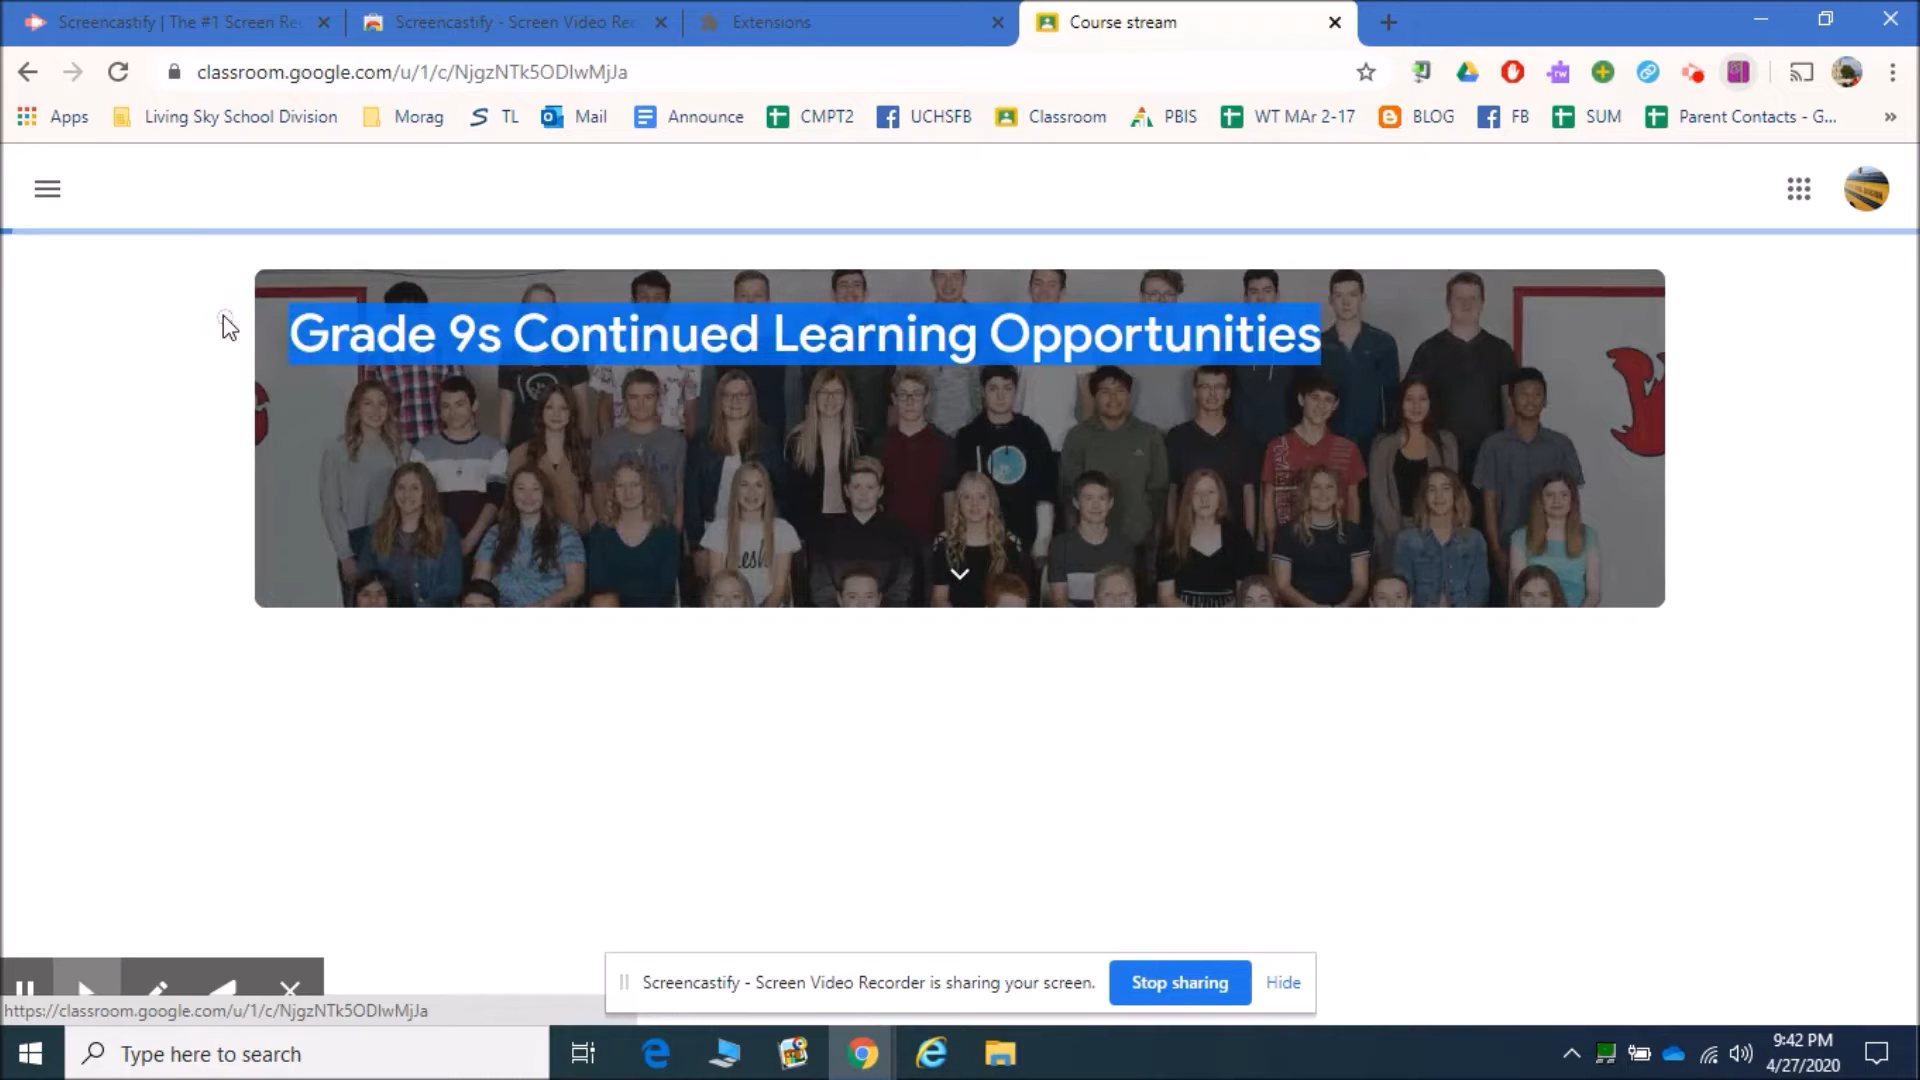 Screencastify | The #1 Screen Re
Screencastify - Screen Video Rec
Extensions
Course stream
classroom.google.com/u/1/c/NjgzNTk5ODIwMjJa
Apps
Living Sky School Division
Morag
TL
Mail
Announce
CMPT2
UCHSFB
Classroom
PBIS
WT MAr 2-17
BLOG
FB
SUM
Parent Contacts - G...
Grade 9s Continued Learning Opportunities
Screencastify - Screen Video Recorder is sharing your screen.
Stop sharing
Hide
https://classroom.google.com/u/1/c/NjgzNTk5ODIwMjJa
Type here to search
9:42 PM
4/27/2020